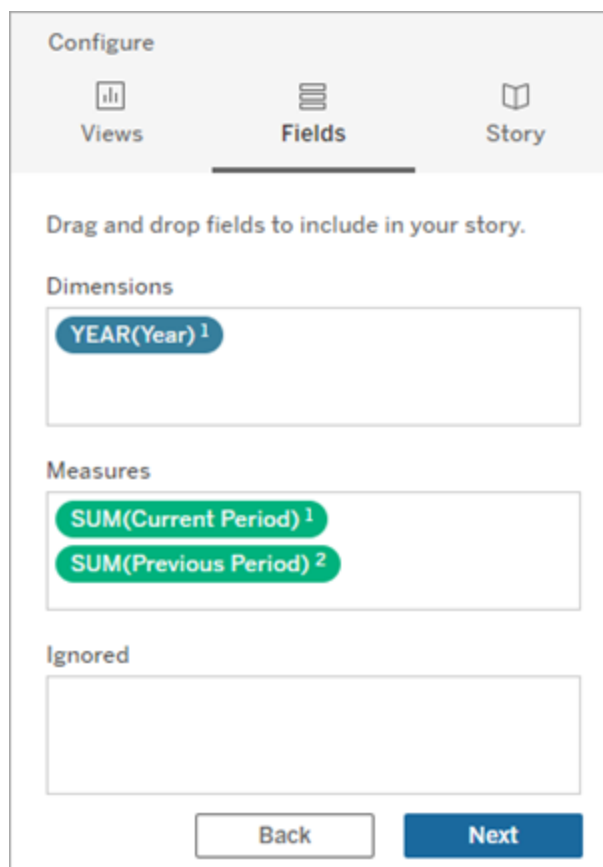 Configure
Views Fields Story
Drag and drop fields to include in your story.
Dimensions
YEAR(Year) 1
Measures
SUM(Current Period) 1
SUM(Previous Period) 2
Ignored
Back Next